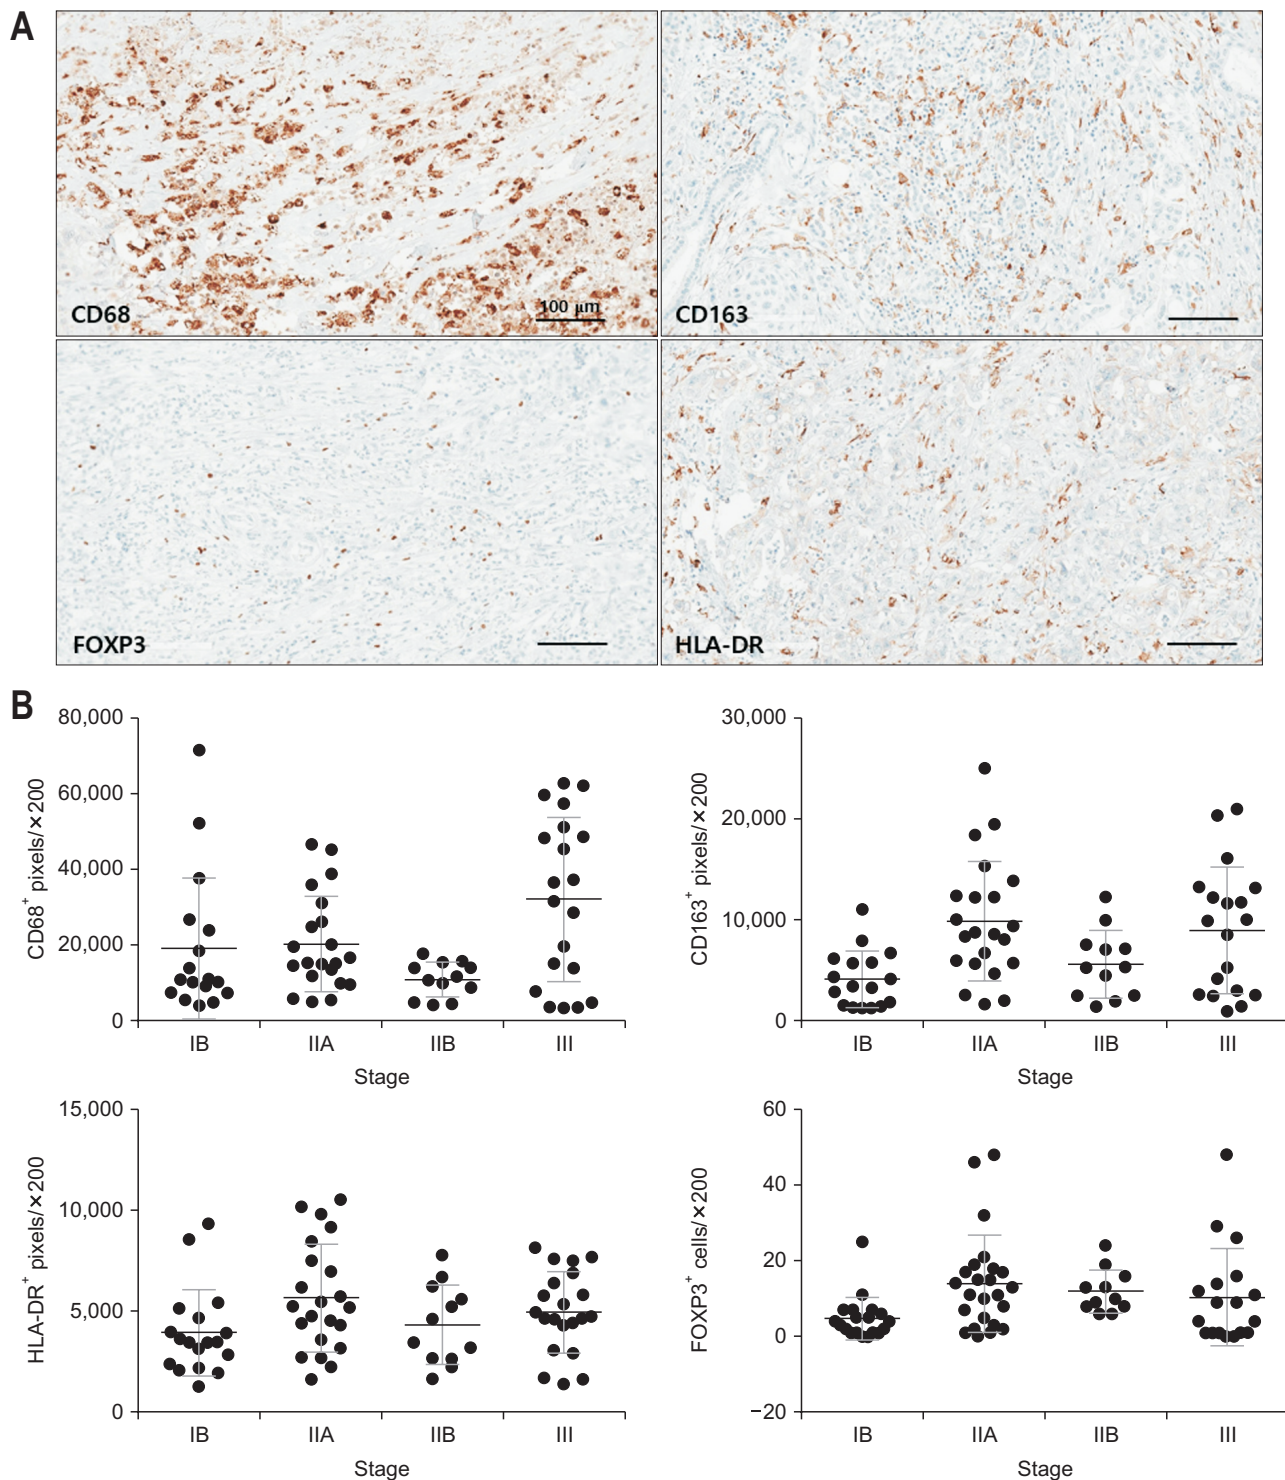 A
CD68
100 μm
CD163
FOXP3
HLA-DR
B
80,000
60,000
40,000
20,000
0
CD68+ pixels/×200
IB IIA IIB III
Stage
30,000
20,000
10,000
0
CD163+ pixels/×200
IB IIA IIB III
Stage
15,000
10,000
5,000
0
HLA-DR+ pixels/×200
IB IIA IIB III
Stage
60
40
20
0
−20
FOXP3+ cells/×200
IB IIA IIB III
Stage